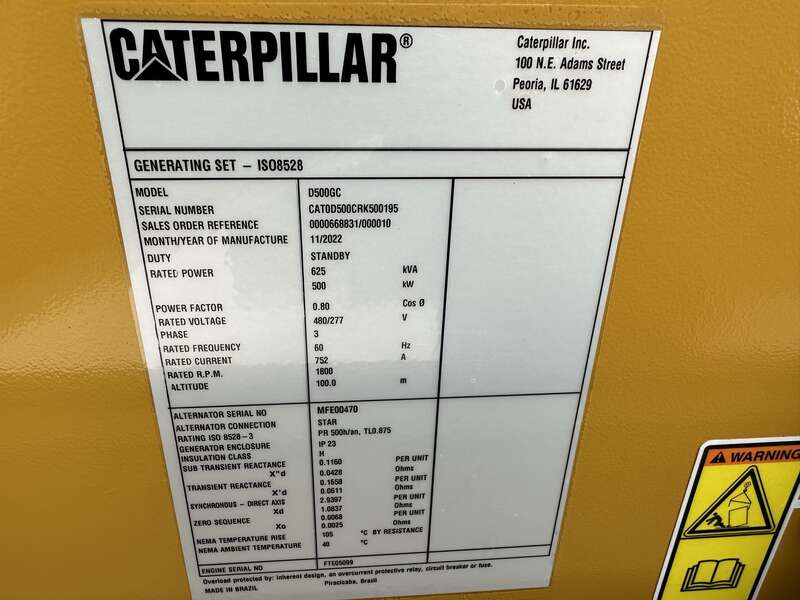 CATERPILLAR®
Caterpillar Inc.
100 N.E. Adams Street
Peoria, IL 61629
USA
GENERATING SET – ISO8528
MODEL D500GC
SERIAL NUMBER CAT0D500CRK500195
SALES ORDER REFERENCE 0000668831/000010
MONTH/YEAR OF MANUFACTURE 11/2022
DUTY STANDBY
RATED POWER 625 kVA
500 kW
POWER FACTOR 0.80 Cos Ø
RATED VOLTAGE 480/277 V
PHASE 3
RATED FREQUENCY 60 Hz
RATED CURRENT 752 A
RATED R.P.M. 1800
ALTITUDE 100.0 m
ALTERNATOR SERIAL NO MFE00470
ALTERNATOR CONNECTION STAR
RATING ISO 8528-3 PR 500h/an, TL0.875
GENERATOR ENCLOSURE IP 23
INSULATION CLASS H
SUB TRANSIENT REACTANCE 0.1160 PER UNIT
X"d 0.0428 Ohms
TRANSIENT REACTANCE 0.1658 PER UNIT
X'd 0.0611 Ohms
SYNCHRONOUS – DIRECT AXIS 2.9397 PER UNIT
Xd 1.0837 Ohms
ZERO SEQUENCE 0.0068 PER UNIT
Xo 0.0025 Ohms
NEMA TEMPERATURE RISE 105 °C BY RESISTANCE
NEMA AMBIENT TEMPERATURE 40 °C
ENGINE SERIAL NO FTE05099
Overload protected by: inherent design, an overcurrent protective relay, circuit breaker or fuse.
MADE IN BRAZIL Piracicaba, Brazil
WARNING